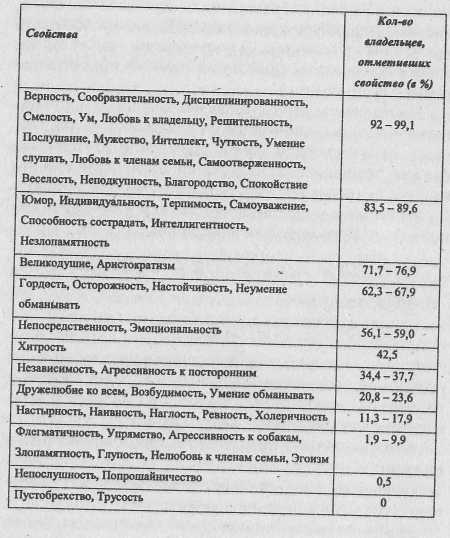 Свойства
Кол-во
владельцев,
отметивших
свойство (в %)
Верность, Сообразительность, Дисциплинированность,
Смелость, Ум, Любовь к владельцу, Решительность,
Послушание, Мужество, Интеллект, Чуткость, Умение
слушать, Любовь к членам семьи, Самоотверженность,
Веселость, Неподкупность, Благородство, Спокойствие
92 – 99,1
Юмор, Индивидуальность, Терпимость, Самоуважение,
Способность сострадать, Интеллигентность,
Незлопамятность
83,5 – 89,6
Великодушие, Аристократизм
71,7 – 76,9
Гордость, Осторожность, Настойчивость, Неумение
обманывать
62,3 – 67,9
Непосредственность, Эмоциональность
56,1 – 59,0
Хитрость
42,5
Независимость, Агрессивность к посторонним
34,4 – 37,7
Дружелюбие ко всем, Возбудимость, Умение обманывать
20,8 – 23,6
Настырность, Наивность, Наглость, Ревность, Холеричность
11,3 – 17,9
Флегматичность, Упрямство, Агрессивность к собакам,
Злопамятность, Глупость, Нелюбовь к членам семьи, Эгоизм
1,9 – 9,9
Непослушность, Попрошайничество
0,5
Пустобрехство, Трусость
0